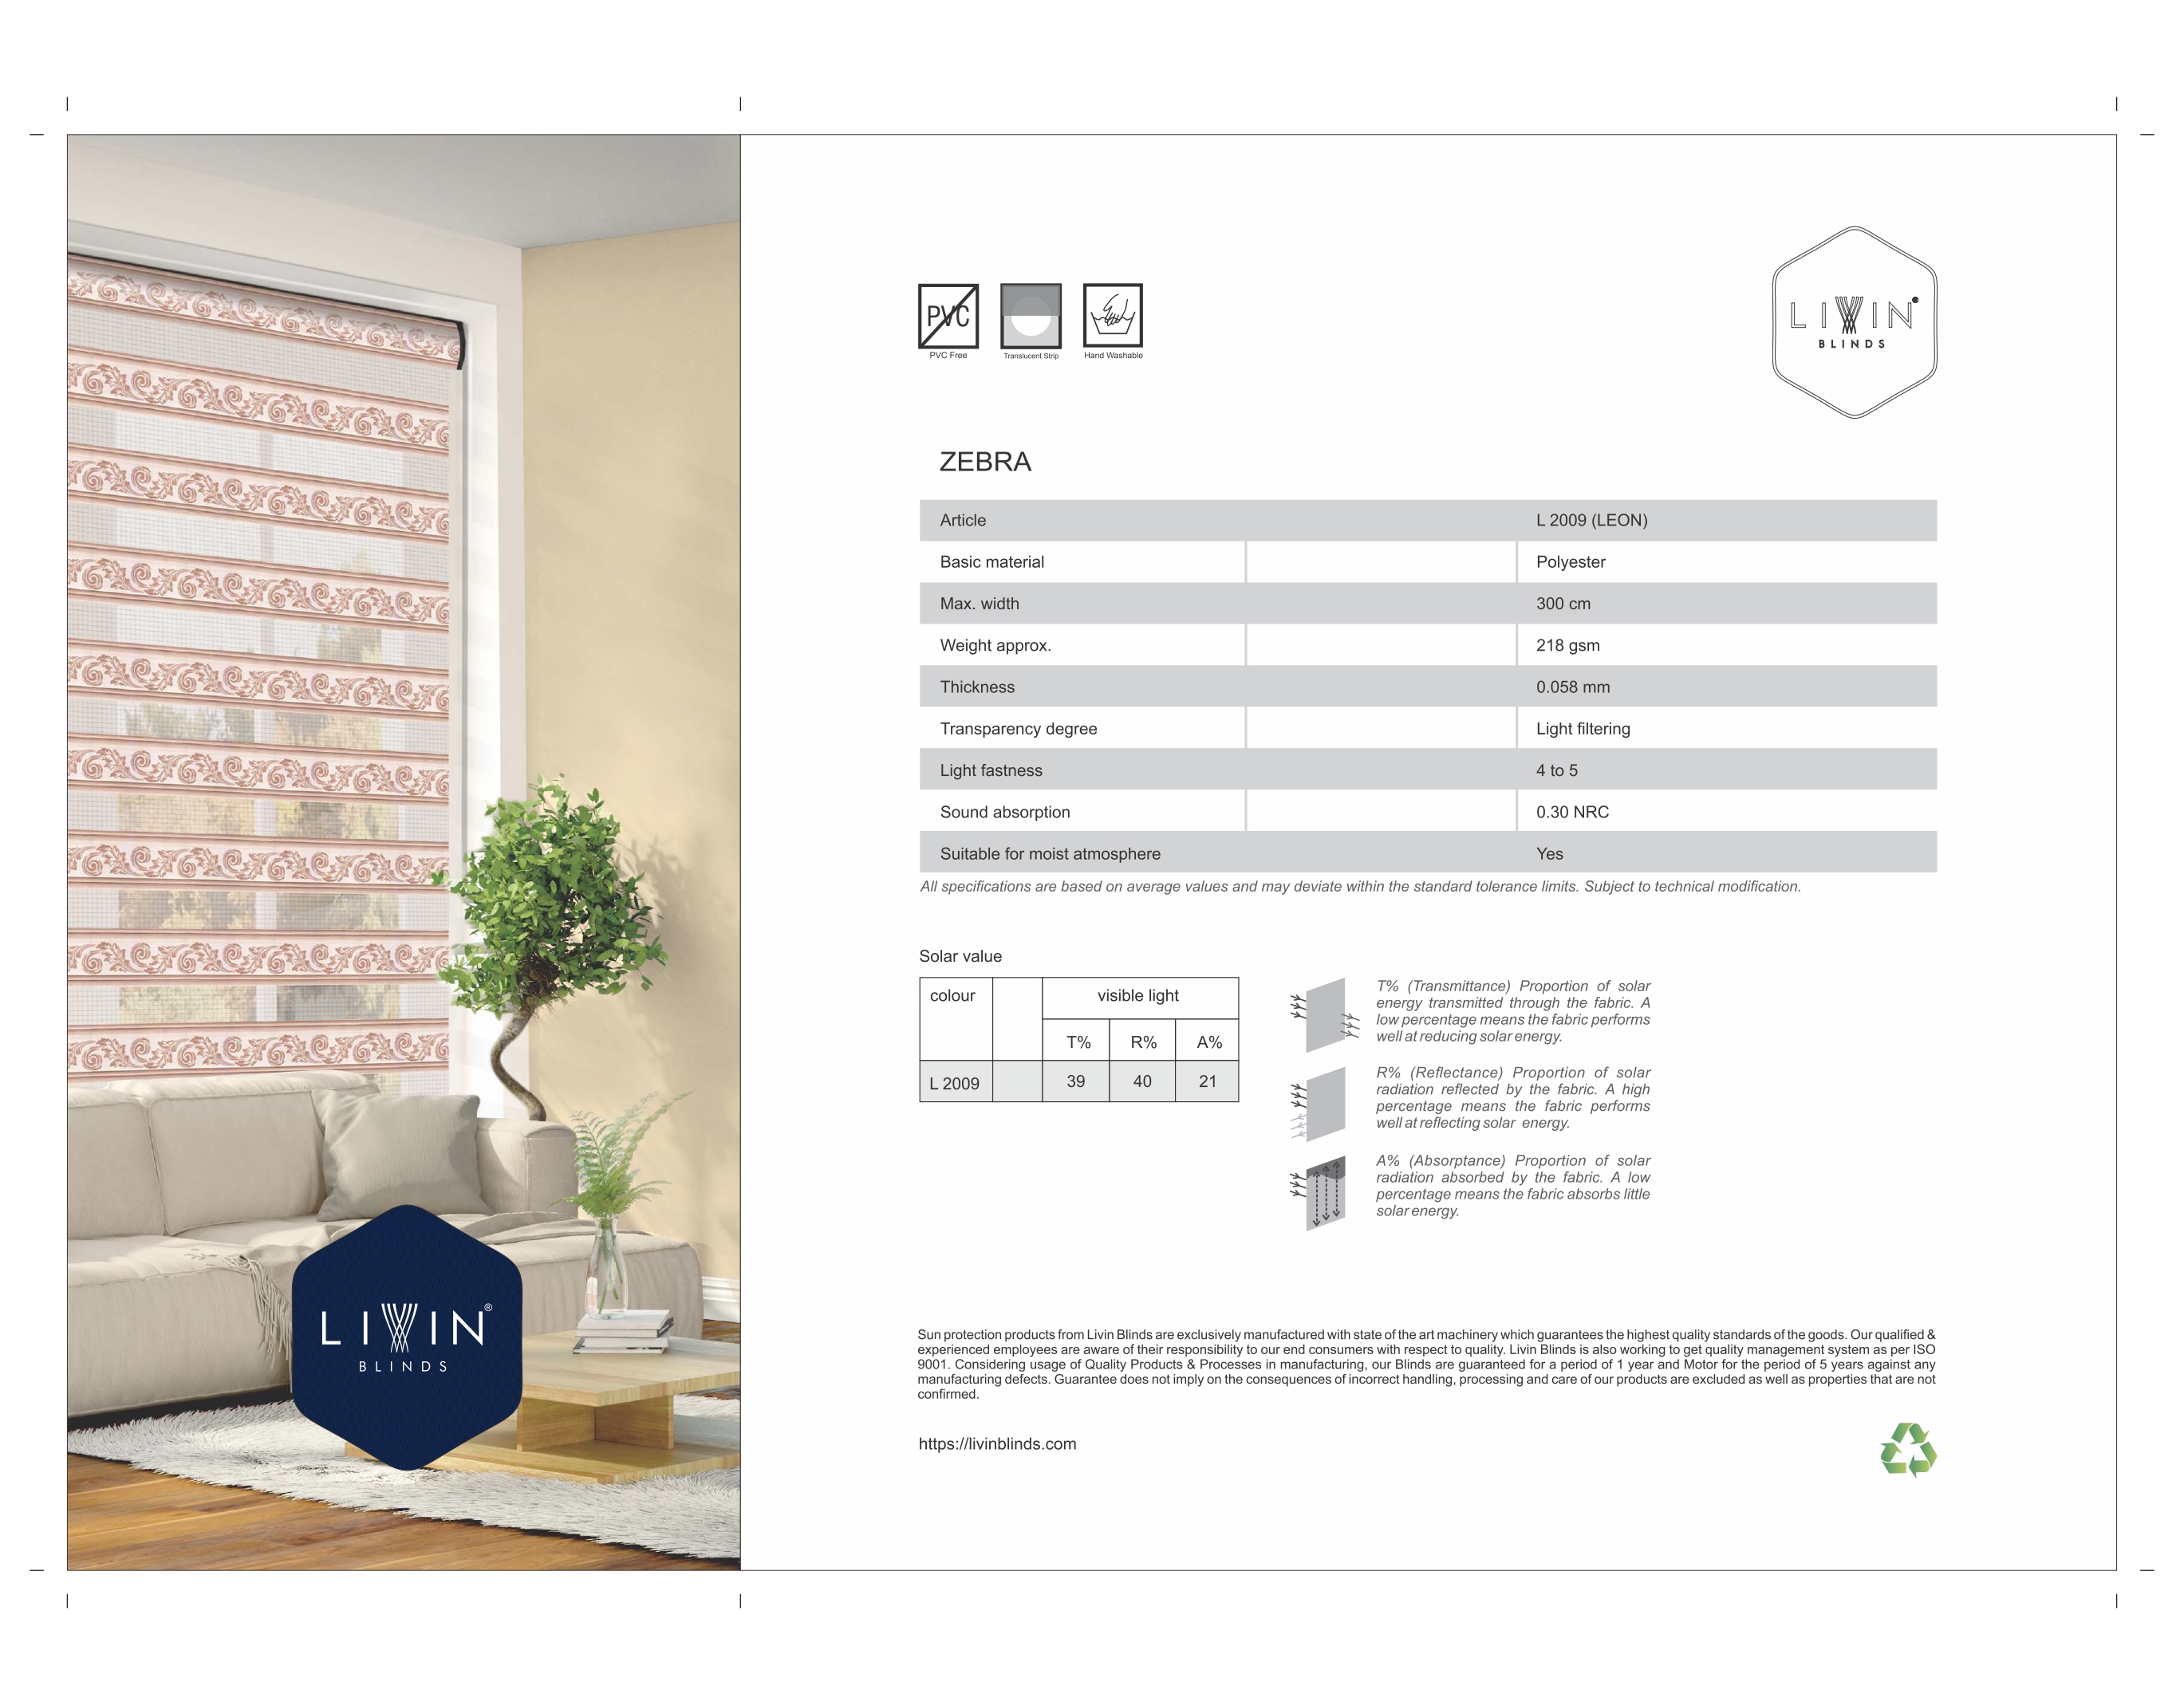 PVC
PVC Free
Translucent Strip
Hand Washable
LIVIN®
BLINDS
ZEBRA
Article L 2009 (LEON)
Basic material Polyester
Max. width 300 cm
Weight approx. 218 gsm
Thickness 0.058 mm
Transparency degree Light filtering
Light fastness 4 to 5
Sound absorption 0.30 NRC
Suitable for moist atmosphere Yes
All specifications are based on average values and may deviate within the standard tolerance limits. Subject to technical modification.
Solar value
colour visible light
T% R% A%
L 2009 39 40 21
T% (Transmittance) Proportion of solar
energy transmitted through the fabric. A
low percentage means the fabric performs
well at reducing solar energy.
R% (Reflectance) Proportion of solar
radiation reflected by the fabric. A high
percentage means the fabric performs
well at reflecting solar energy.
A% (Absorptance) Proportion of solar
radiation absorbed by the fabric. A low
percentage means the fabric absorbs little
solar energy.
LIVIN®
BLINDS
Sun protection products from Livin Blinds are exclusively manufactured with state of the art machinery which guarantees the highest quality standards of the goods. Our qualified &
experienced employees are aware of their responsibility to our end consumers with respect to quality. Livin Blinds is also working to get quality management system as per ISO
9001. Considering usage of Quality Products & Processes in manufacturing, our Blinds are guaranteed for a period of 1 year and Motor for the period of 5 years against any
manufacturing defects. Guarantee does not imply on the consequences of incorrect handling, processing and care of our products are excluded as well as properties that are not
confirmed.
https://livinblinds.com